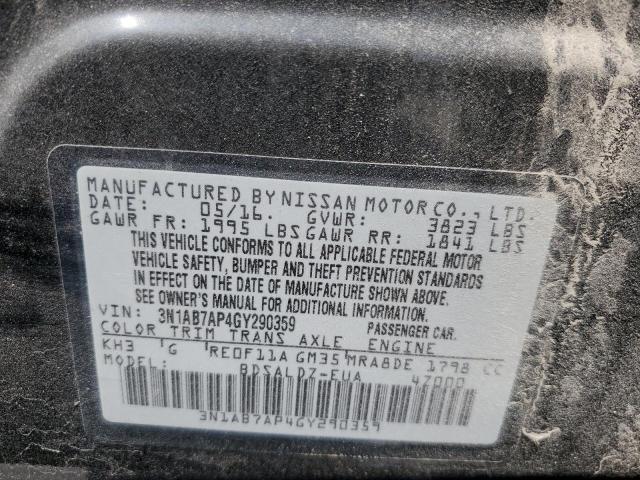 MANUFACTURED BY NISSAN MOTOR CO., LTD.
DATE: 05/16. GVWR: 3823 LBS
GAWR FR: 1995 LBS GAWR RR: 1841 LBS
THIS VEHICLE CONFORMS TO ALL APPLICABLE FEDERAL MOTOR
VEHICLE SAFETY, BUMPER AND THEFT PREVENTION STANDARDS
IN EFFECT ON THE DATE OF MANUFACTURE SHOWN ABOVE.
SEE OWNER'S MANUAL FOR ADDITIONAL INFORMATION.
VIN: 3N1AB7AP4GY290359 PASSENGER CAR.
COLOR TRIM TRANS AXLE ENGINE
KH3 G RE0F11A GM35 MRA8DE 1798 CC
BDSALDZ-EUA 4Z000
3N1AB7AP4GY290359